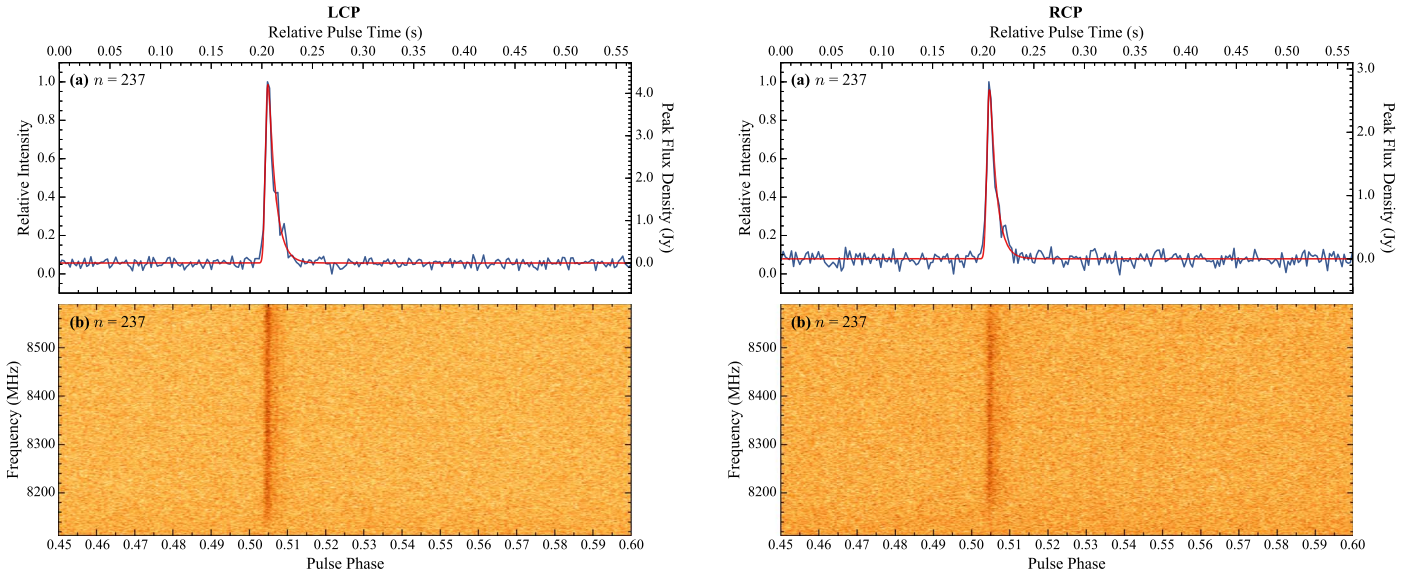 LCP
Relative Pulse Time (s)
0.00 0.05 0.10 0.15 0.20 0.25 0.30 0.35 0.40 0.45 0.50 0.55
(a) n = 237
Relative Intensity
1.0
0.8
0.6
0.4
0.2
0.0
Peak Flux Density (Jy)
4.0
3.0
2.0
1.0
0.0
(b) n = 237
Frequency (MHz)
8500
8400
8300
8200
0.45 0.46 0.47 0.48 0.49 0.50 0.51 0.52 0.53 0.54 0.55 0.56 0.57 0.58 0.59 0.60
Pulse Phase
RCP
Relative Pulse Time (s)
0.00 0.05 0.10 0.15 0.20 0.25 0.30 0.35 0.40 0.45 0.50 0.55
(a) n = 237
Relative Intensity
1.0
0.8
0.6
0.4
0.2
0.0
Peak Flux Density (Jy)
3.0
2.0
1.0
0.0
(b) n = 237
Frequency (MHz)
8500
8400
8300
8200
0.45 0.46 0.47 0.48 0.49 0.50 0.51 0.52 0.53 0.54 0.55 0.56 0.57 0.58 0.59 0.60
Pulse Phase